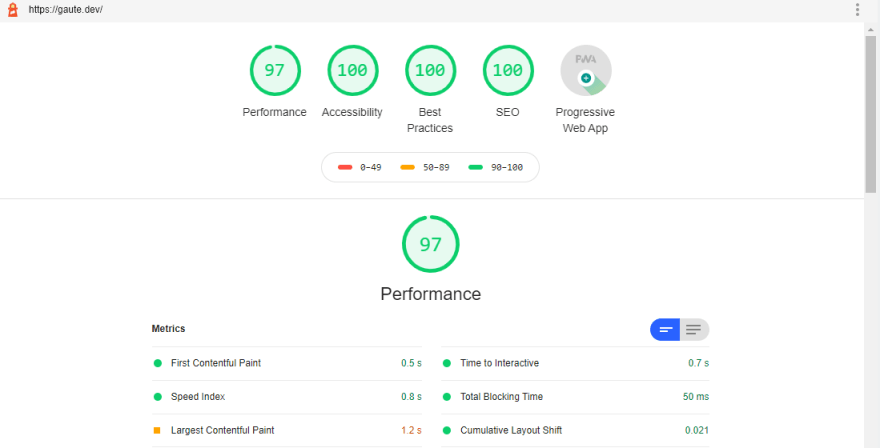 https://gaute.dev/
97
100
100
100
PWA
Performance
Accessibility
Best
Practices
SEO
Progressive
Web App
0-49
50-89
90-100
97
Performance
Metrics
First Contentful Paint 0.5 s
Time to Interactive 0.7 s
Speed Index 0.8 s
Total Blocking Time 50 ms
Largest Contentful Paint 1.2 s
Cumulative Layout Shift 0.021